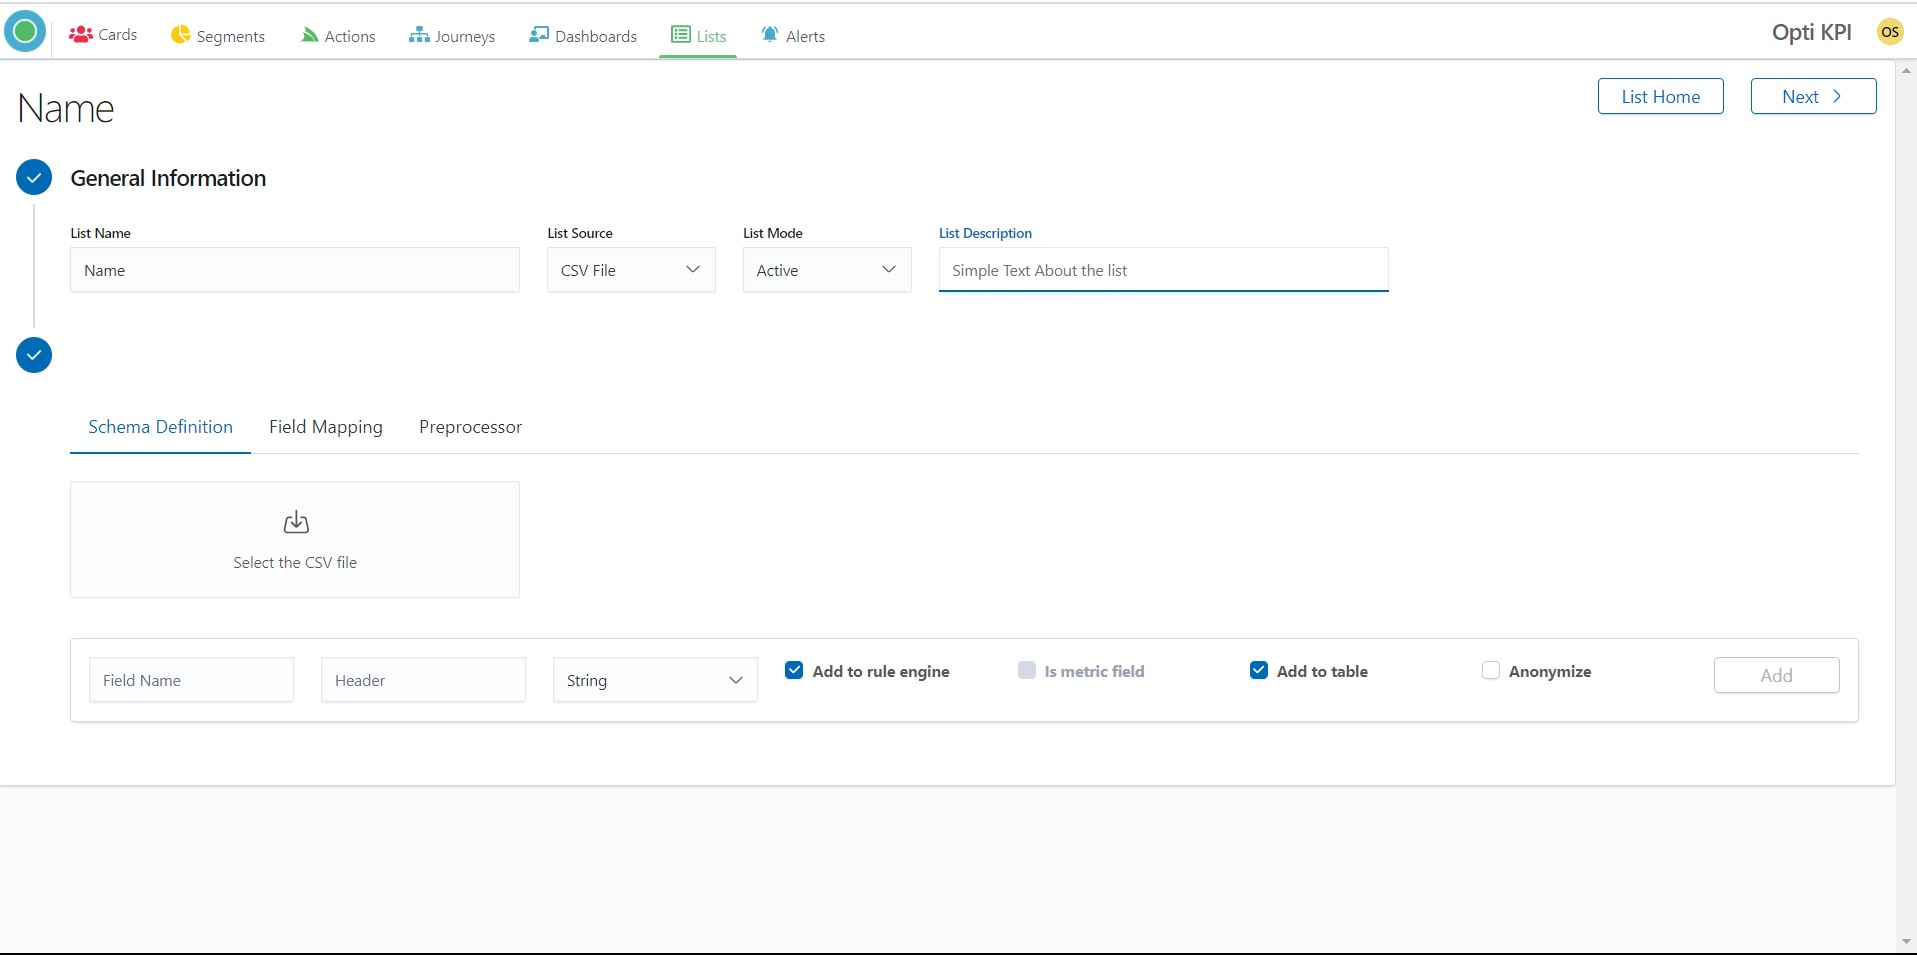 Cards Segments Actions Journeys Dashboards Lists Alerts Opti KPI OS
Name List Home Next
General Information
List Name List Source List Mode List Description
Name CSV File Active Simple Text About the list
Schema Definition Field Mapping Preprocessor
Select the CSV file
Field Name Header String Add to rule engine Is metric field Add to table Anonymize Add